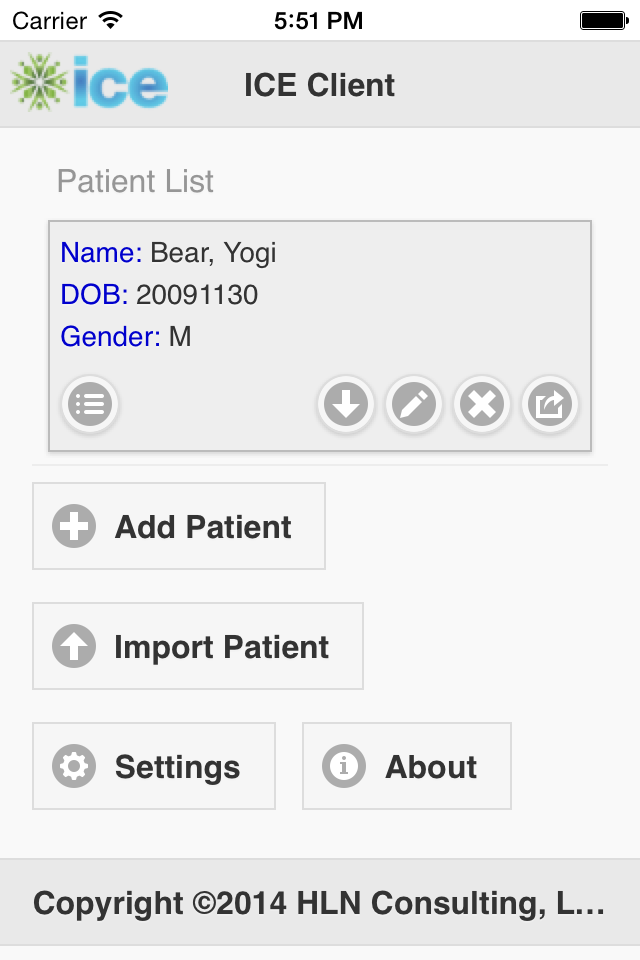 Carrier 5:51 PM
ice ICE Client
Patient List
Name: Bear, Yogi
DOB: 20091130
Gender: M
Add Patient
Import Patient
Settings
About
Copyright ©2014 HLN Consulting, L...